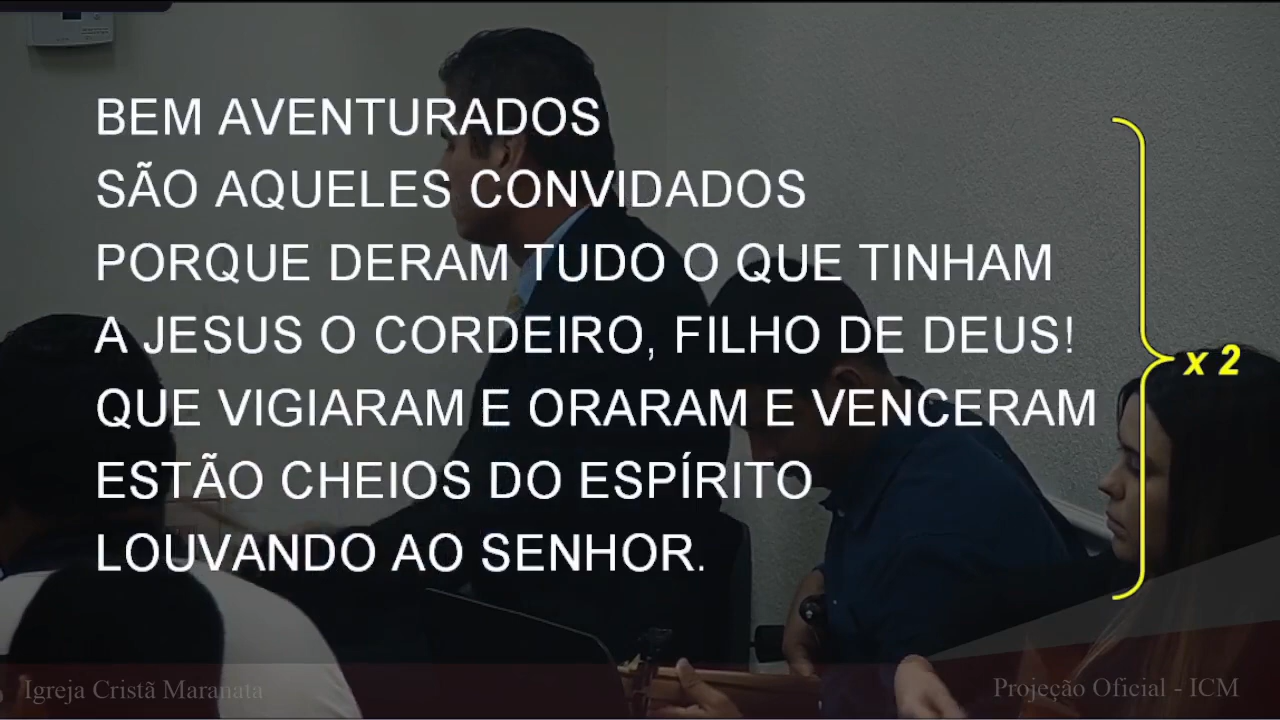 BEM AVENTURADOS
SÃO AQUELES CONVIDADOS
PORQUE DERAM TUDO O QUE TINHAM
A JESUS O CORDEIRO, FILHO DE DEUS!
QUE VIGIARAM E ORARAM E VENCERAM
ESTÃO CHEIOS DO ESPÍRITO
LOUVANDO AO SENHOR.
x 2
Igreja Cristã Maranata
Projeção Oficial - ICM